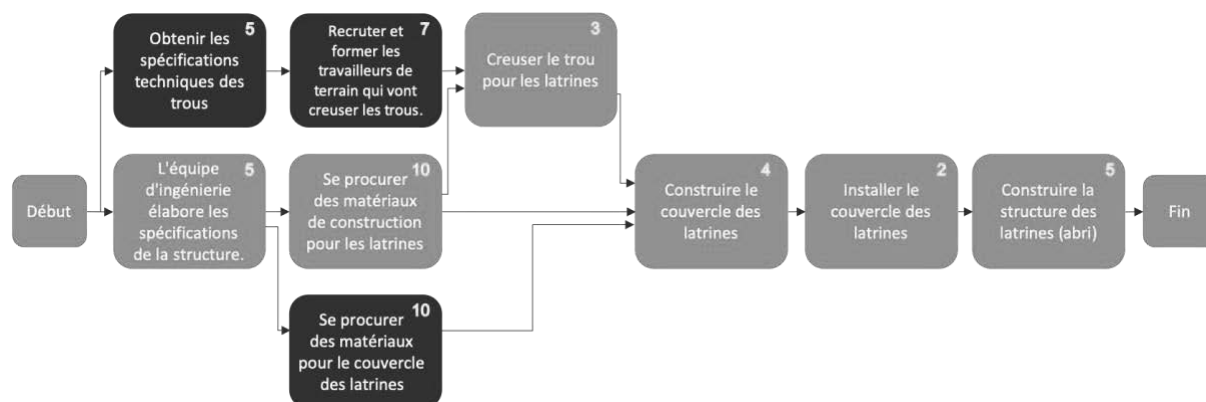 5
Obtenir les
spécifications
techniques des
trous
7
Recruter et
former les
travailleurs de
terrain qui vont
creuser les trous.
3
Creuser le trou
pour les latrines
Début
5
L'équipe
d'ingénierie
élabore les
spécifications
de la structure.
10
Se procurer
des matériaux
de construction
pour les latrines
4
Construire le
couvercle des
latrines
2
Installer le
couvercle des
latrines
5
Construire la
structure des
latrines (abri)
Fin
10
Se procurer
des matériaux
pour le couvercle
des latrines